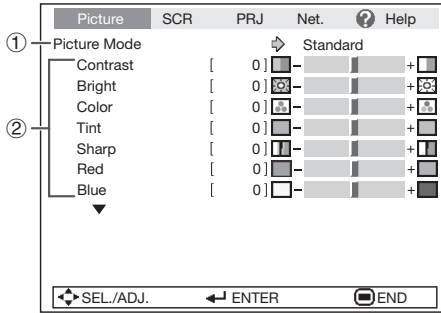 Picture SCR PRJ Net. Help
① Picture Mode Standard
Contrast [ 0 ] – +
Bright [ 0 ] – +
② Color [ 0 ] – +
Tint [ 0 ] – +
Sharp [ 0 ] – +
Red [ 0 ] – +
Blue [ 0 ] – +
SEL./ADJ. ENTER END